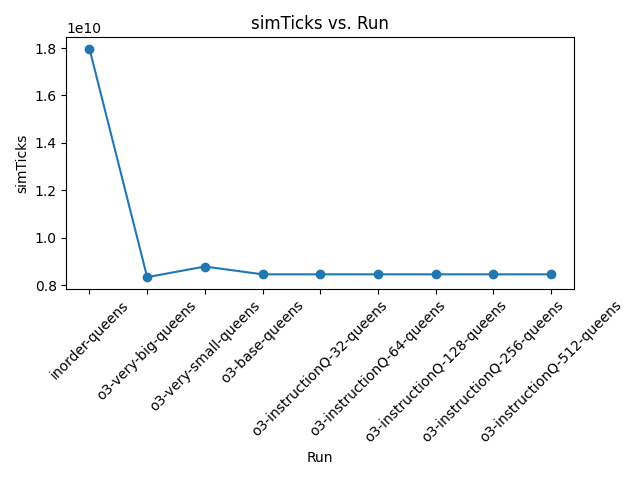 simTicks vs. Run
1e10
1.8
1.6
1.4
1.2
1.0
0.8
simTicks
inorder-queens
o3-very-big-queens
o3-very-small-queens
o3-base-queens
o3-instructionQ-32-queens
o3-instructionQ-64-queens
o3-instructionQ-128-queens
o3-instructionQ-256-queens
o3-instructionQ-512-queens
Run